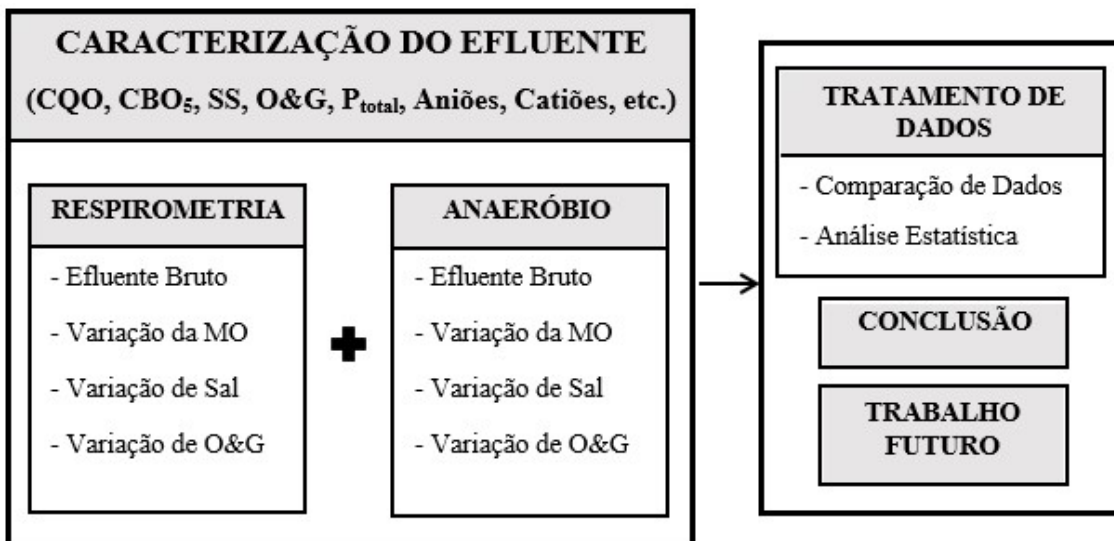 CARACTERIZAÇÃO DO EFLUENTE
(CQO, CBO₅, SS, O&G, Pₜₒₜₐₗ, Aniões, Catiões, etc.)
RESPIROMETRIA
- Efluente Bruto
- Variação da MO
- Variação de Sal
- Variação de O&G
ANAERÓBIO
- Efluente Bruto
- Variação da MO
- Variação de Sal
- Variação de O&G
TRATAMENTO DE
DADOS
- Comparação de Dados
- Análise Estatística
CONCLUSÃO
TRABALHO
FUTURO